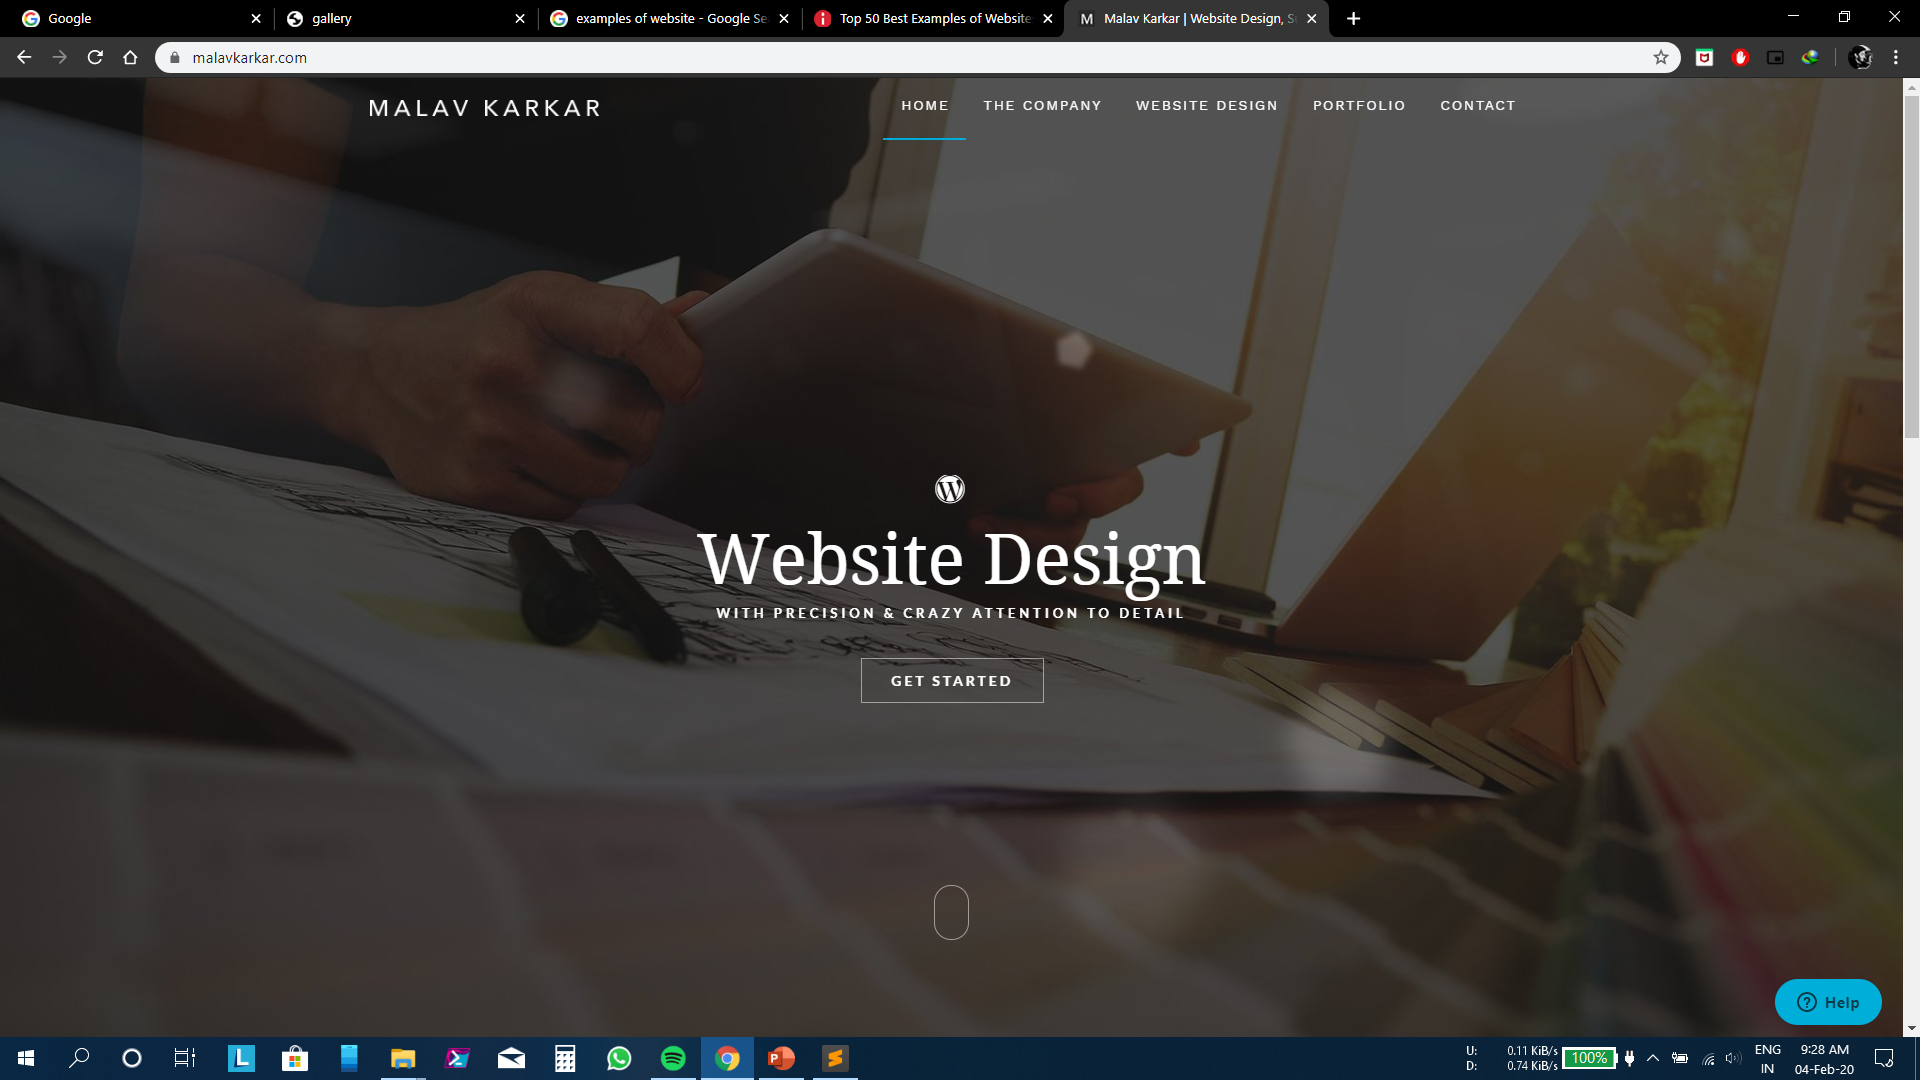 Google
gallery
examples of website - Google Se
Top 50 Best Examples of Website
Malav Karkar | Website Design, S
malavkarkar.com
MALAV KARKAR
HOME
THE COMPANY
WEBSITE DESIGN
PORTFOLIO
CONTACT
Website Design
WITH PRECISION & CRAZY ATTENTION TO DETAIL
GET STARTED
Help
U: 0.11 KiB/s
D: 0.74 KiB/s
100%
ENG
IN
9:28 AM
04-Feb-20